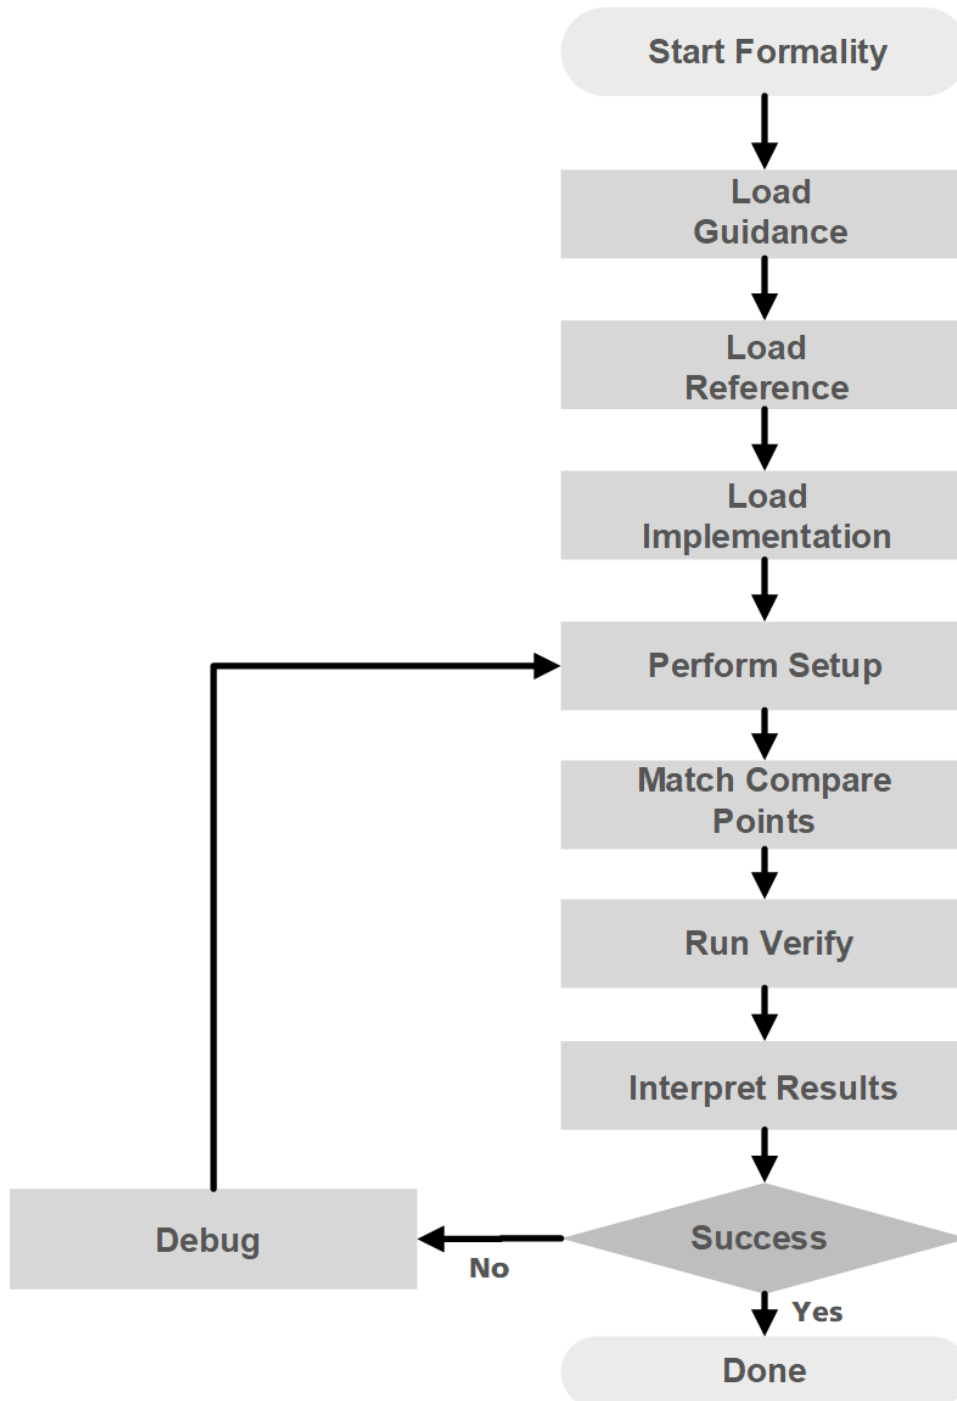 Start Formality
Load
Guidance
Load
Reference
Load
Implementation
Perform Setup
Match Compare
Points
Run Verify
Interpret Results
Success
Debug
No
Yes
Done